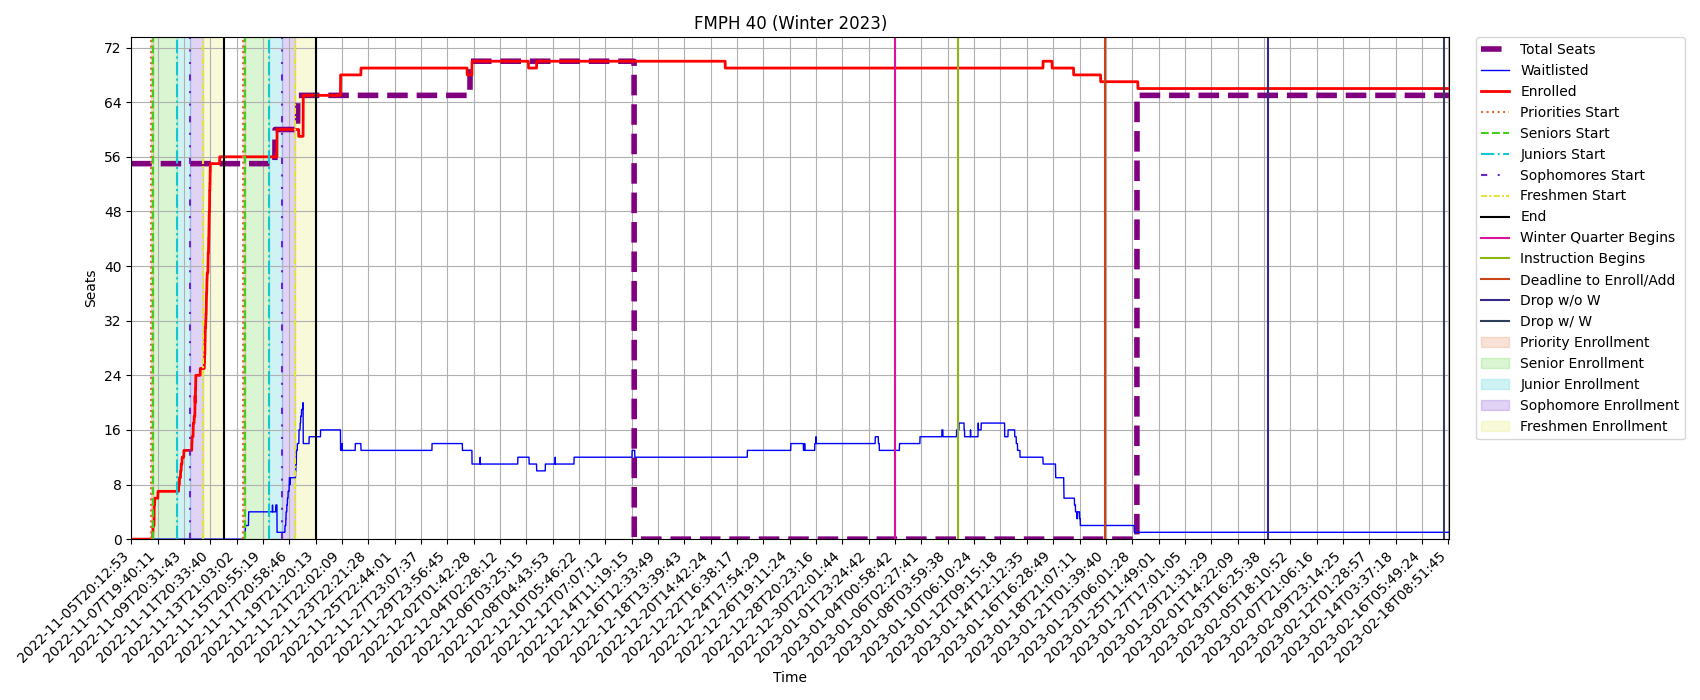 FMPH 40 (Winter 2023)
Seats
72
64
56
48
40
32
24
16
8
0
2022-11-05T20:12:53
2022-11-07T19:40:11
2022-11-09T20:31:43
2022-11-11T20:33:40
2022-11-13T21:03:02
2022-11-15T20:55:19
2022-11-17T20:58:46
2022-11-19T21:20:13
2022-11-21T22:02:09
2022-11-23T22:21:28
2022-11-25T22:44:01
2022-11-27T23:07:37
2022-11-29T23:56:45
2022-12-02T01:42:28
2022-12-04T02:28:12
2022-12-06T03:25:15
2022-12-08T04:43:53
2022-12-10T05:46:22
2022-12-12T07:07:12
2022-12-14T11:19:15
2022-12-16T12:33:49
2022-12-18T13:39:43
2022-12-20T14:42:24
2022-12-22T16:38:17
2022-12-24T17:54:29
2022-12-26T19:11:24
2022-12-28T20:23:16
2022-12-30T22:01:44
2023-01-01T23:24:42
2023-01-04T00:58:42
2023-01-06T02:27:41
2023-01-08T03:59:38
2023-01-10T06:10:24
2023-01-12T09:15:18
2023-01-14T12:12:35
2023-01-16T16:28:49
2023-01-18T21:07:11
2023-01-21T01:39:40
2023-01-23T06:01:28
2023-01-25T11:49:01
2023-01-27T17:01:05
2023-01-29T21:31:29
2023-02-01T14:22:09
2023-02-03T16:25:38
2023-02-05T18:10:52
2023-02-07T21:06:16
2023-02-09T23:14:25
2023-02-12T01:28:57
2023-02-14T03:37:18
2023-02-16T05:49:24
2023-02-18T08:51:45
Time
Total Seats
Waitlisted
Enrolled
Priorities Start
Seniors Start
Juniors Start
Sophomores Start
Freshmen Start
End
Winter Quarter Begins
Instruction Begins
Deadline to Enroll/Add
Drop w/o W
Drop w/ W
Priority Enrollment
Senior Enrollment
Junior Enrollment
Sophomore Enrollment
Freshmen Enrollment